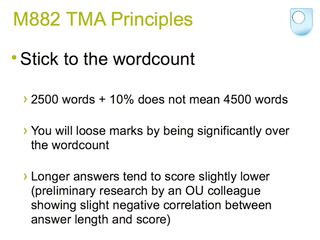 M882 TMA Principles
• Stick to the wordcount
› 2500 words + 10% does not mean 4500 words
› You will loose marks by being significantly over
the wordcount
› Longer answers tend to score slightly lower
(preliminary research by an OU colleague
showing slight negative correlation between
answer length and score)